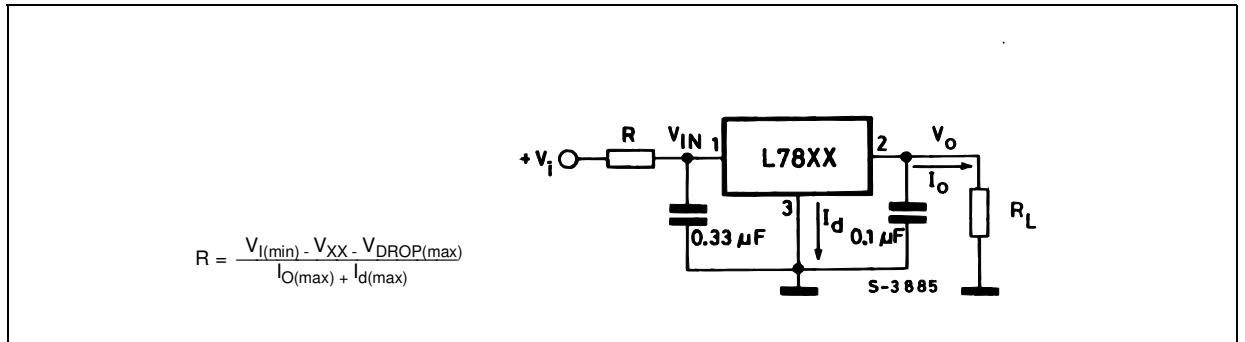 R
V_IN
1
L78XX
2
V_o
+ V_i
I_o
3
I_d
R_L
0.33 µF
0.1 µF
R = V_I(min) - V_XX - V_DROP(max)
I_O(max) + I_d(max)
S-3885